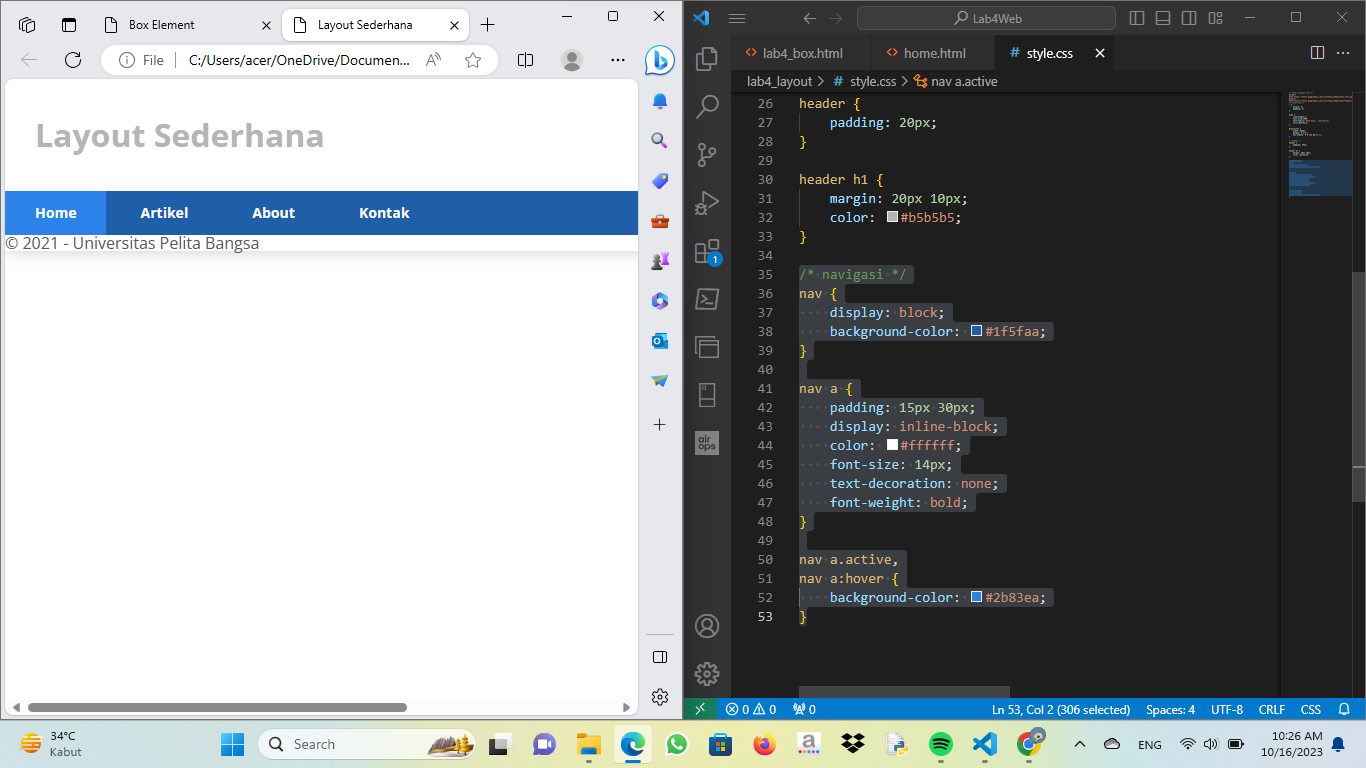 Box Element
Layout Sederhana
File
C:/Users/acer/OneDrive/Documen...
Layout Sederhana
Home
Artikel
About
Kontak
© 2021 - Universitas Pelita Bangsa
Lab4Web
lab4_box.html
home.html
# style.css
lab4_layout > # style.css > nav a.active
26 header {
27 padding: 20px;
28 }
29
30 header h1 {
31 margin: 20px 10px;
32 color: #b5b5b5;
33 }
34
35 /* navigasi */
36 nav {
37 display: block;
38 background-color: #1f5faa;
39 }
40
41 nav a {
42 padding: 15px 30px;
43 display: inline-block;
44 color: #ffffff;
45 font-size: 14px;
46 text-decoration: none;
47 font-weight: bold;
48 }
49
50 nav a.active,
51 nav a:hover {
52 background-color: #2b83ea;
53 }
1
air
ops
0 0 0 Ln 53, Col 2 (306 selected) Spaces: 4 UTF-8 CRLF CSS
34°C
Kabut
Search
ENG
10:26 AM
10/16/2023